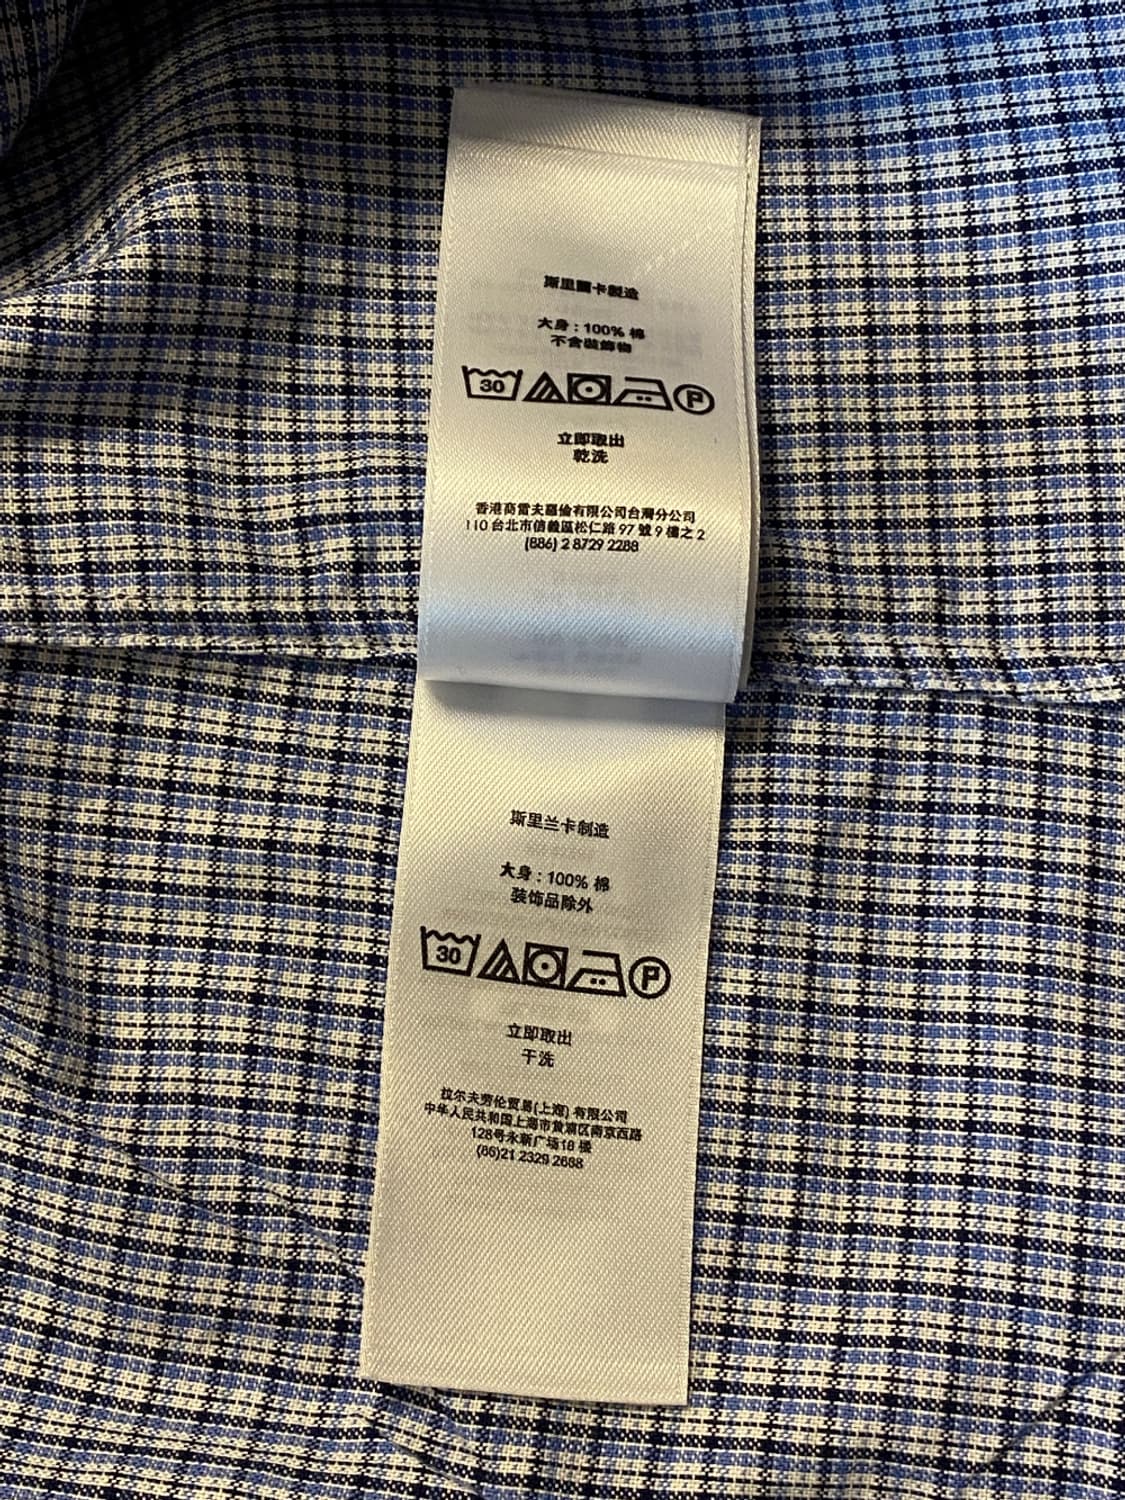 斯里蘭卡製造
大身 : 100% 棉
不含裝飾物
30
P
立即取出
乾洗
香港商雷夫羅倫有限公司台灣分公司
110 台北市信義區松仁路 97 號 9 樓之 2
(886) 2 8729 2288
斯里兰卡制造
大身 : 100% 棉
装饰品除外
30
P
立即取出
干洗
拉尔夫劳伦贸易(上海) 有限公司
中华人民共和国上海市黄浦区南京西路
128号永新广场18 楼
(86)21 2329 2688